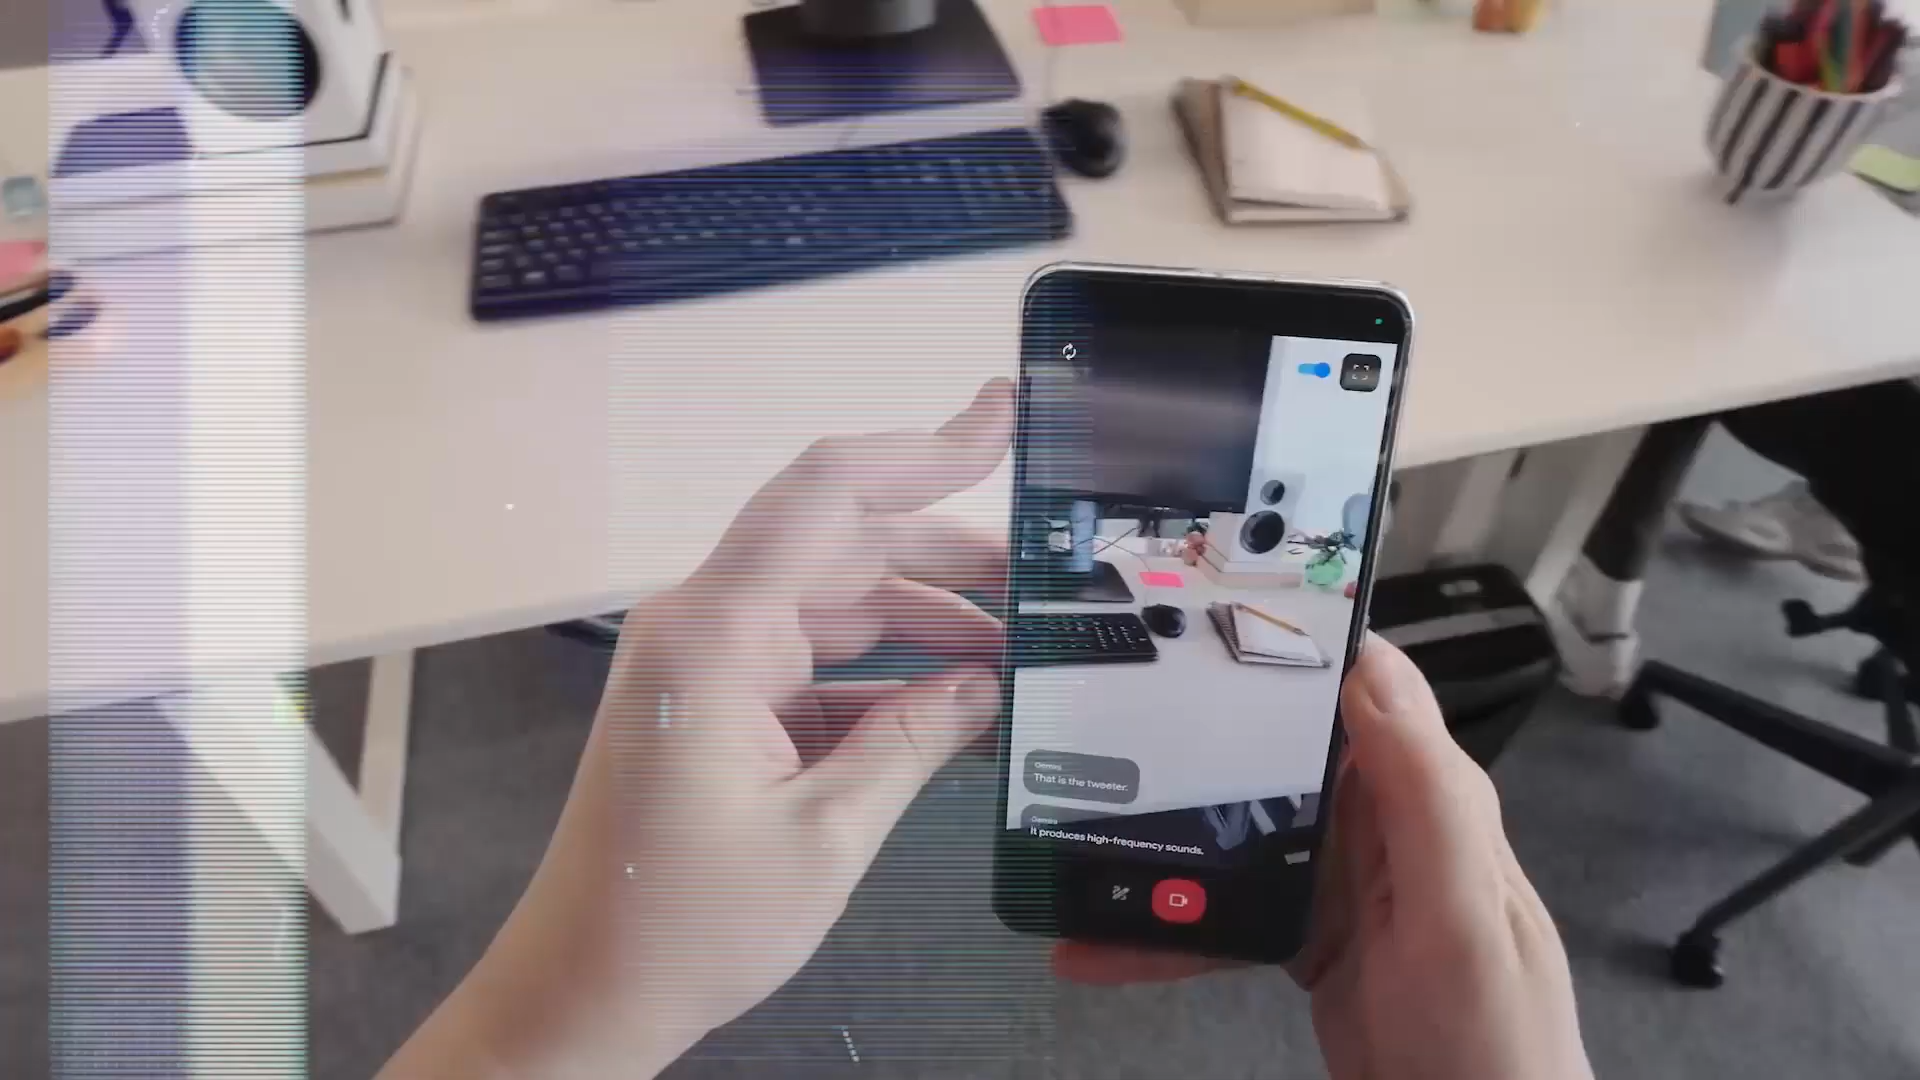 Gemini
That is the tweeter.
Gemini
It produces high-frequency sounds.